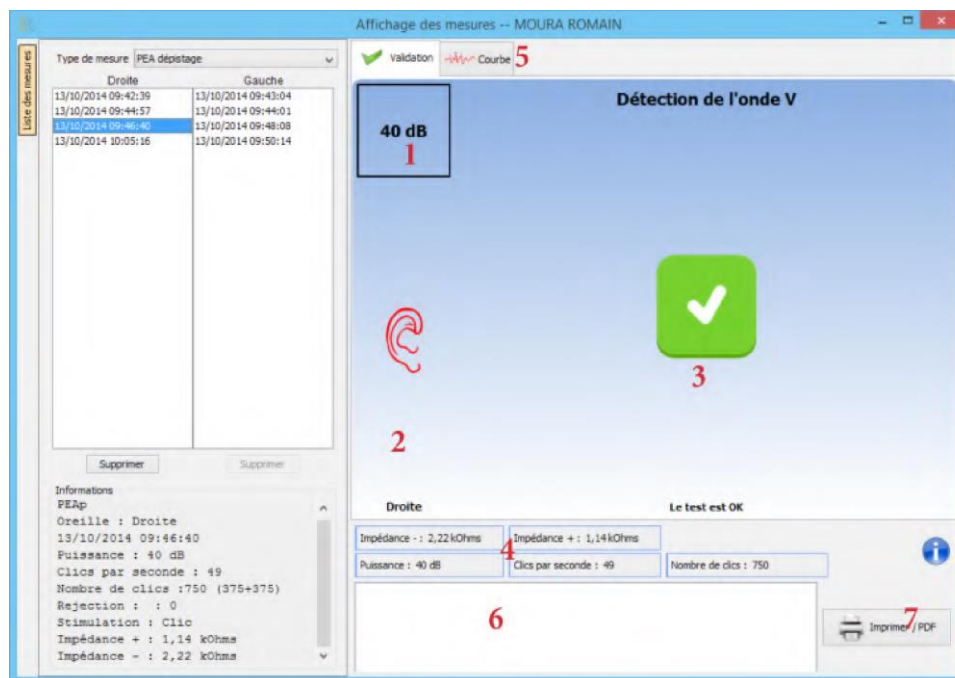 Affichage des mesures -- MOURA ROMAIN
Liste des mesures
Type de mesure PEA dépistage
Droite Gauche
13/10/2014 09:42:39 13/10/2014 09:43:04
13/10/2014 09:44:57 13/10/2014 09:44:01
13/10/2014 09:46:40 13/10/2014 09:48:08
13/10/2014 10:05:16 13/10/2014 09:50:14
Supprimer Supprimer
Informations
PEAp
Oreille : Droite
13/10/2014 09:46:40
Puissance : 40 dB
Clics par seconde : 49
Nombre de clics :750 (375+375)
Rejection : : 0
Stimulation : Clic
Impédance + : 1,14 kOhms
Impédance - : 2,22 kOhms
Validation Courbe 5
Détection de l'onde V
40 dB
1
3
2
Droite Le test est OK
Impédance - : 2,22 kOhms Impédance + : 1,14 kOhms
4
Puissance : 40 dB Clics par seconde : 49 Nombre de clics : 750
6
Imprimer / PDF
7